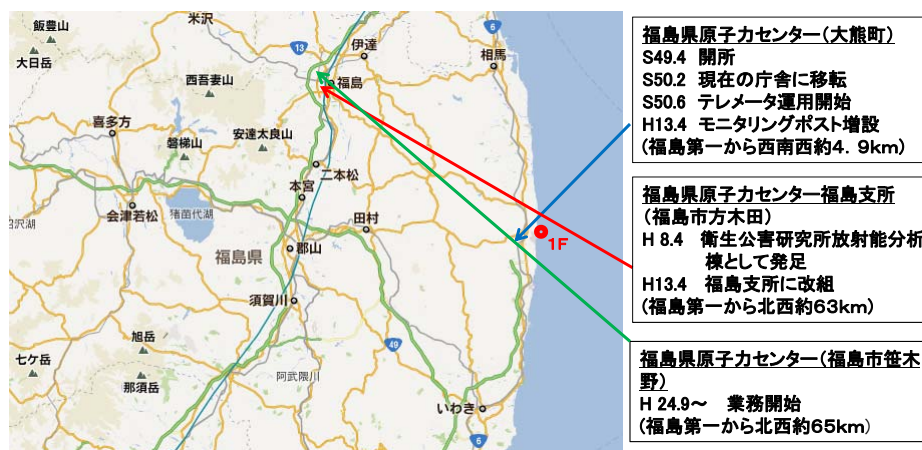 飯豊山
大日岳
米沢
西吾妻山
13
伊達
福島
6
相馬
喜多方
磐梯山
安達太良山
二本松
本宮
会津若松
猪苗代湖
田村
1F
福島県
郡山
須賀川
旭岳
七ケ岳
那須岳
49
阿武隈川
いわき
6
福島県原子力センター(大熊町)
S49.4 開所
S50.2 現在の庁舎に移転
S50.6 テレメータ運用開始
H13.4 モニタリングポスト増設
(福島第一から西南西約4.9km)
福島県原子力センター福島支所
(福島市方木田)
H 8.4 衛生公害研究所放射能分析
棟として発足
H13.4 福島支所に改組
(福島第一から北西約63km)
福島県原子力センター(福島市笹木
野)
H 24.9~ 業務開始
(福島第一から北西約65km)